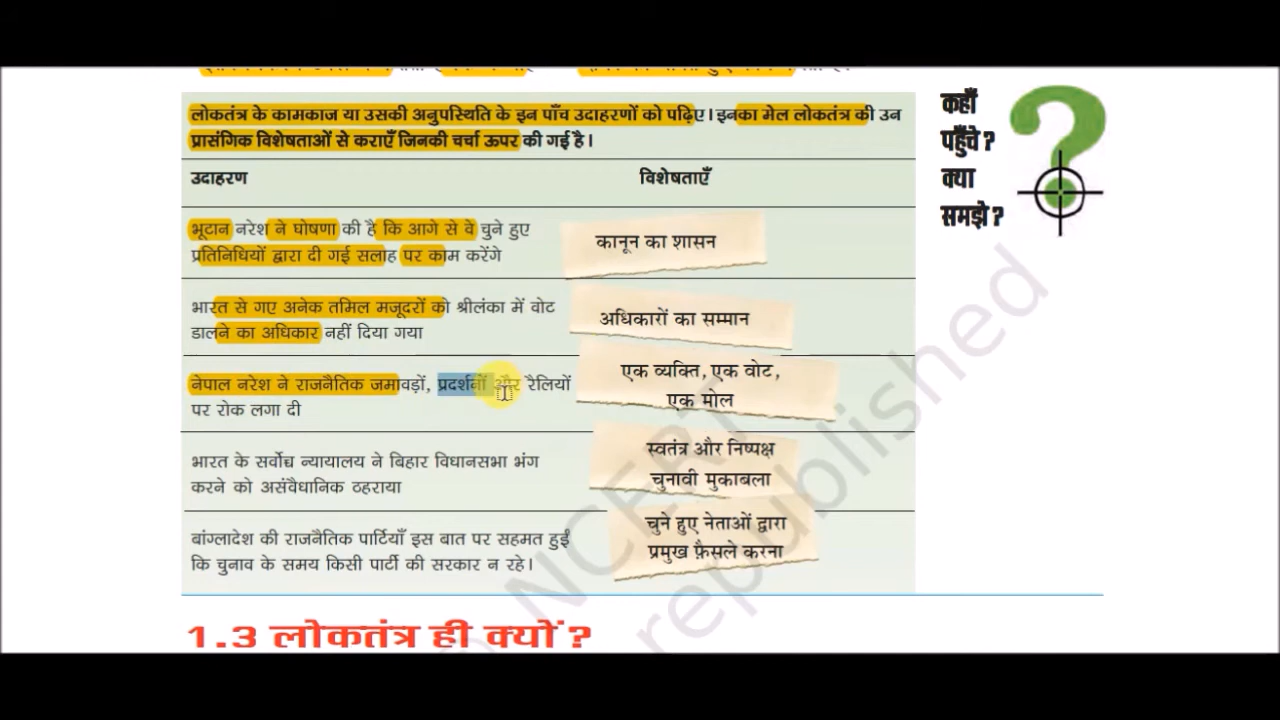 लोकतंत्र के कामकाज या उसकी अनुपस्थिति के इन पाँच उदाहरणों को पढ़िए। इनका मेल लोकतंत्र की उन
प्रासंगिक विशेषताओं से कराएँ जिनकी चर्चा ऊपर की गई है।
उदाहरण
विशेषताएँ
भूटान नरेश ने घोषणा की है कि आगे से वे चुने हुए
प्रतिनिधियों द्वारा दी गई सलाह पर काम करेंगे
कानून का शासन
भारत से गए अनेक तमिल मजूदरों को श्रीलंका में वोट
डालने का अधिकार नहीं दिया गया
अधिकारों का सम्मान
नेपाल नरेश ने राजनैतिक जमावड़ों, प्रदर्शनों और रैलियों
पर रोक लगा दी
एक व्यक्ति, एक वोट,
एक मोल
भारत के सर्वोच्च न्यायालय ने बिहार विधानसभा भंग
करने को असंवैधानिक ठहराया
स्वतंत्र और निष्पक्ष
चुनावी मुकाबला
बांग्लादेश की राजनैतिक पार्टियाँ इस बात पर सहमत हुईं
कि चुनाव के समय किसी पार्टी की सरकार न रहे।
चुने हुए नेताओं द्वारा
प्रमुख फ़ैसले करना
कहाँ
पहुँचे?
क्या
समझे?
1.3 लोकतंत्र ही क्यों?
NCERT
republished